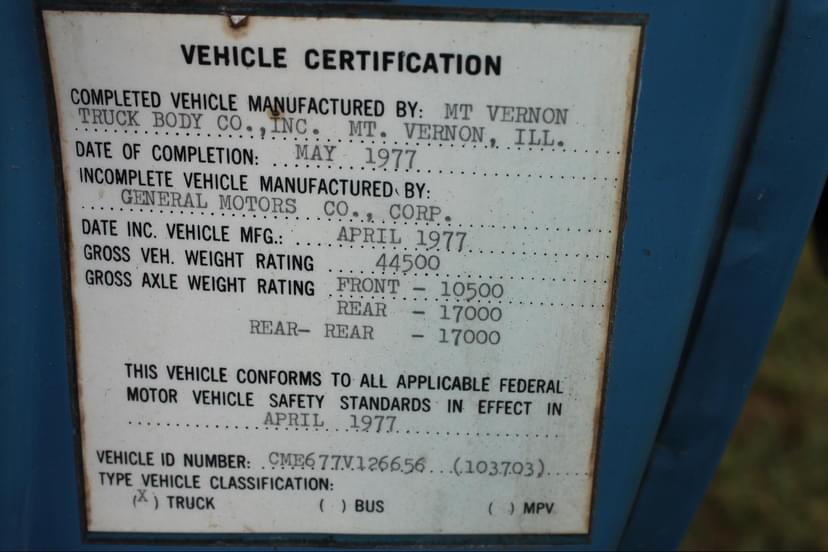 VEHICLE CERTIFICATION
COMPLETED VEHICLE MANUFACTURED BY: MT VERNON
TRUCK BODY CO., INC. MT. VERNON, ILL.
DATE OF COMPLETION: MAY 1977
INCOMPLETE VEHICLE MANUFACTURED BY:
GENERAL MOTORS CO., CORP.
DATE INC. VEHICLE MFG.: APRIL 1977
GROSS VEH. WEIGHT RATING 44500
GROSS AXLE WEIGHT RATING FRONT - 10500
REAR - 17000
REAR- REAR - 17000
THIS VEHICLE CONFORMS TO ALL APPLICABLE FEDERAL
MOTOR VEHICLE SAFETY STANDARDS IN EFFECT IN
APRIL 1977
VEHICLE ID NUMBER: CME677V126656 (103703)
TYPE VEHICLE CLASSIFICATION:
(X) TRUCK ( ) BUS ( ) MPV